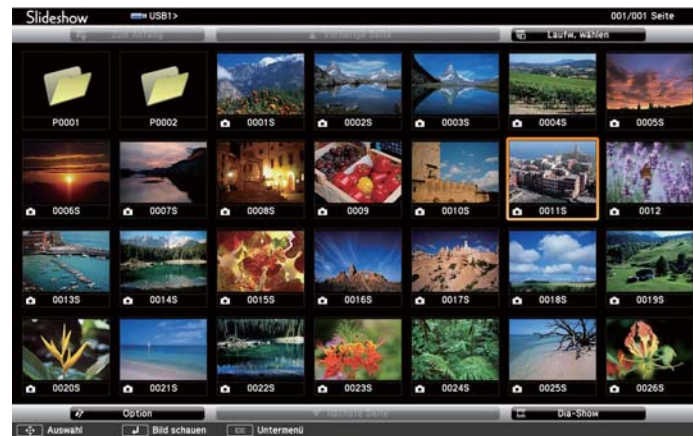 Slideshow USB1> 001/001 Seite
Zum Anfang Vorherige Seite Laufw. wählen
P0001 P0002 0001S 0002S 0003S 0004S 0005S
0006S 0007S 0008S 0009 0010S 0011S 0012
0013S 0014S 0015S 0016S 0017S 0018S 0019S
0020S 0021S 0022S 0023S 0024S 0025S 0026S
Option Nächste Seite Dia-Show
Auswahl Bild schauen Esc Untermenü